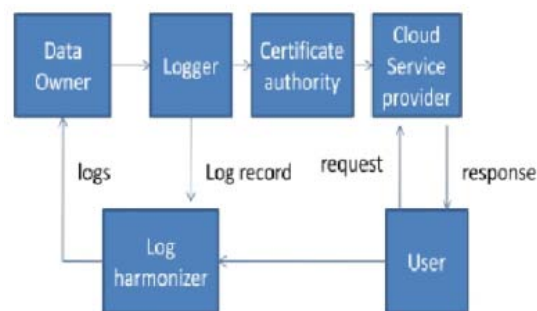 Data
Owner
Logger
Certificate
authority
Cloud
Service
provider
logs
Log record
request
response
Log
harmonizer
User